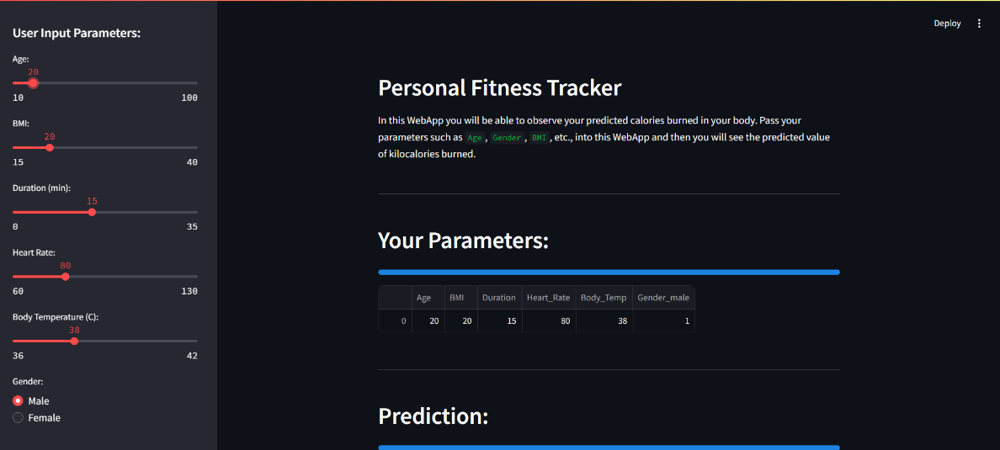 Deploy
User Input Parameters:
Age:
20
10 100
BMI:
20
15 40
Duration (min):
15
0 35
Heart Rate:
80
60 130
Body Temperature (C):
38
36 42
Gender:
Male
Female
Personal Fitness Tracker
In this WebApp you will be able to observe your predicted calories burned in your body. Pass your
parameters such as Age , Gender , BMI , etc., into this WebApp and then you will see the predicted value
of kilocalories burned.
Your Parameters:
Age BMI Duration Heart_Rate Body_Temp Gender_male
0 20 20 15 80 38 1
Prediction: